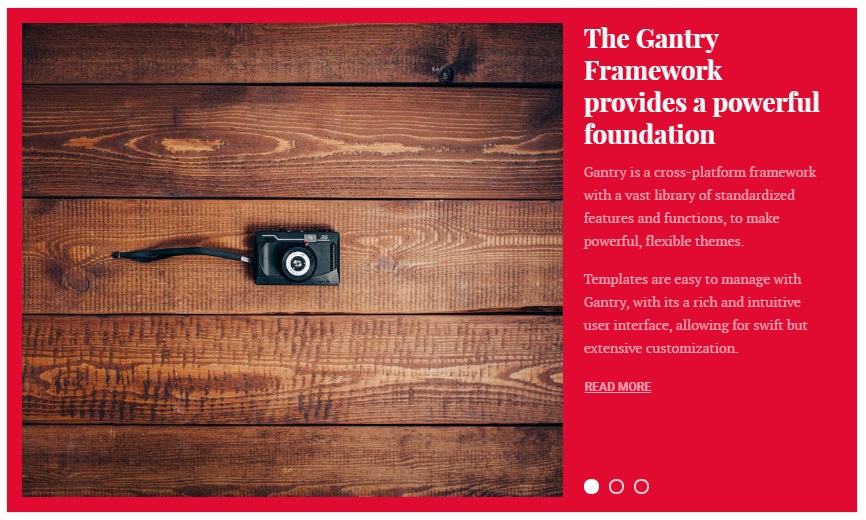 The Gantry
Framework
provides a powerful
foundation
Gantry is a cross-platform framework
with a vast library of standardized
features and functions, to make
powerful, flexible themes.
Templates are easy to manage with
Gantry, with its a rich and intuitive
user interface, allowing for swift but
extensive customization.
READ MORE